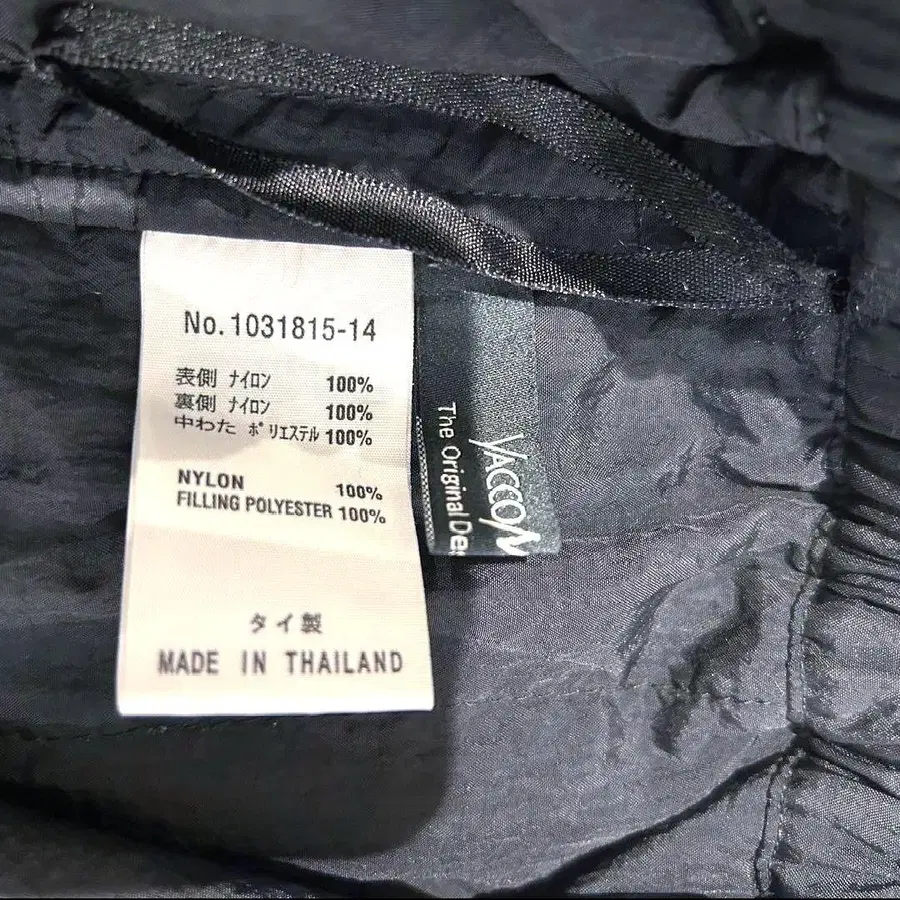 No.1031815-14
表側 ナイロン 100%
裏側 ナイロン 100%
中わた ポリエステル 100%
NYLON 100%
FILLING POLYESTER 100%
タイ製
MADE IN THAILAND
YACCO
The Original